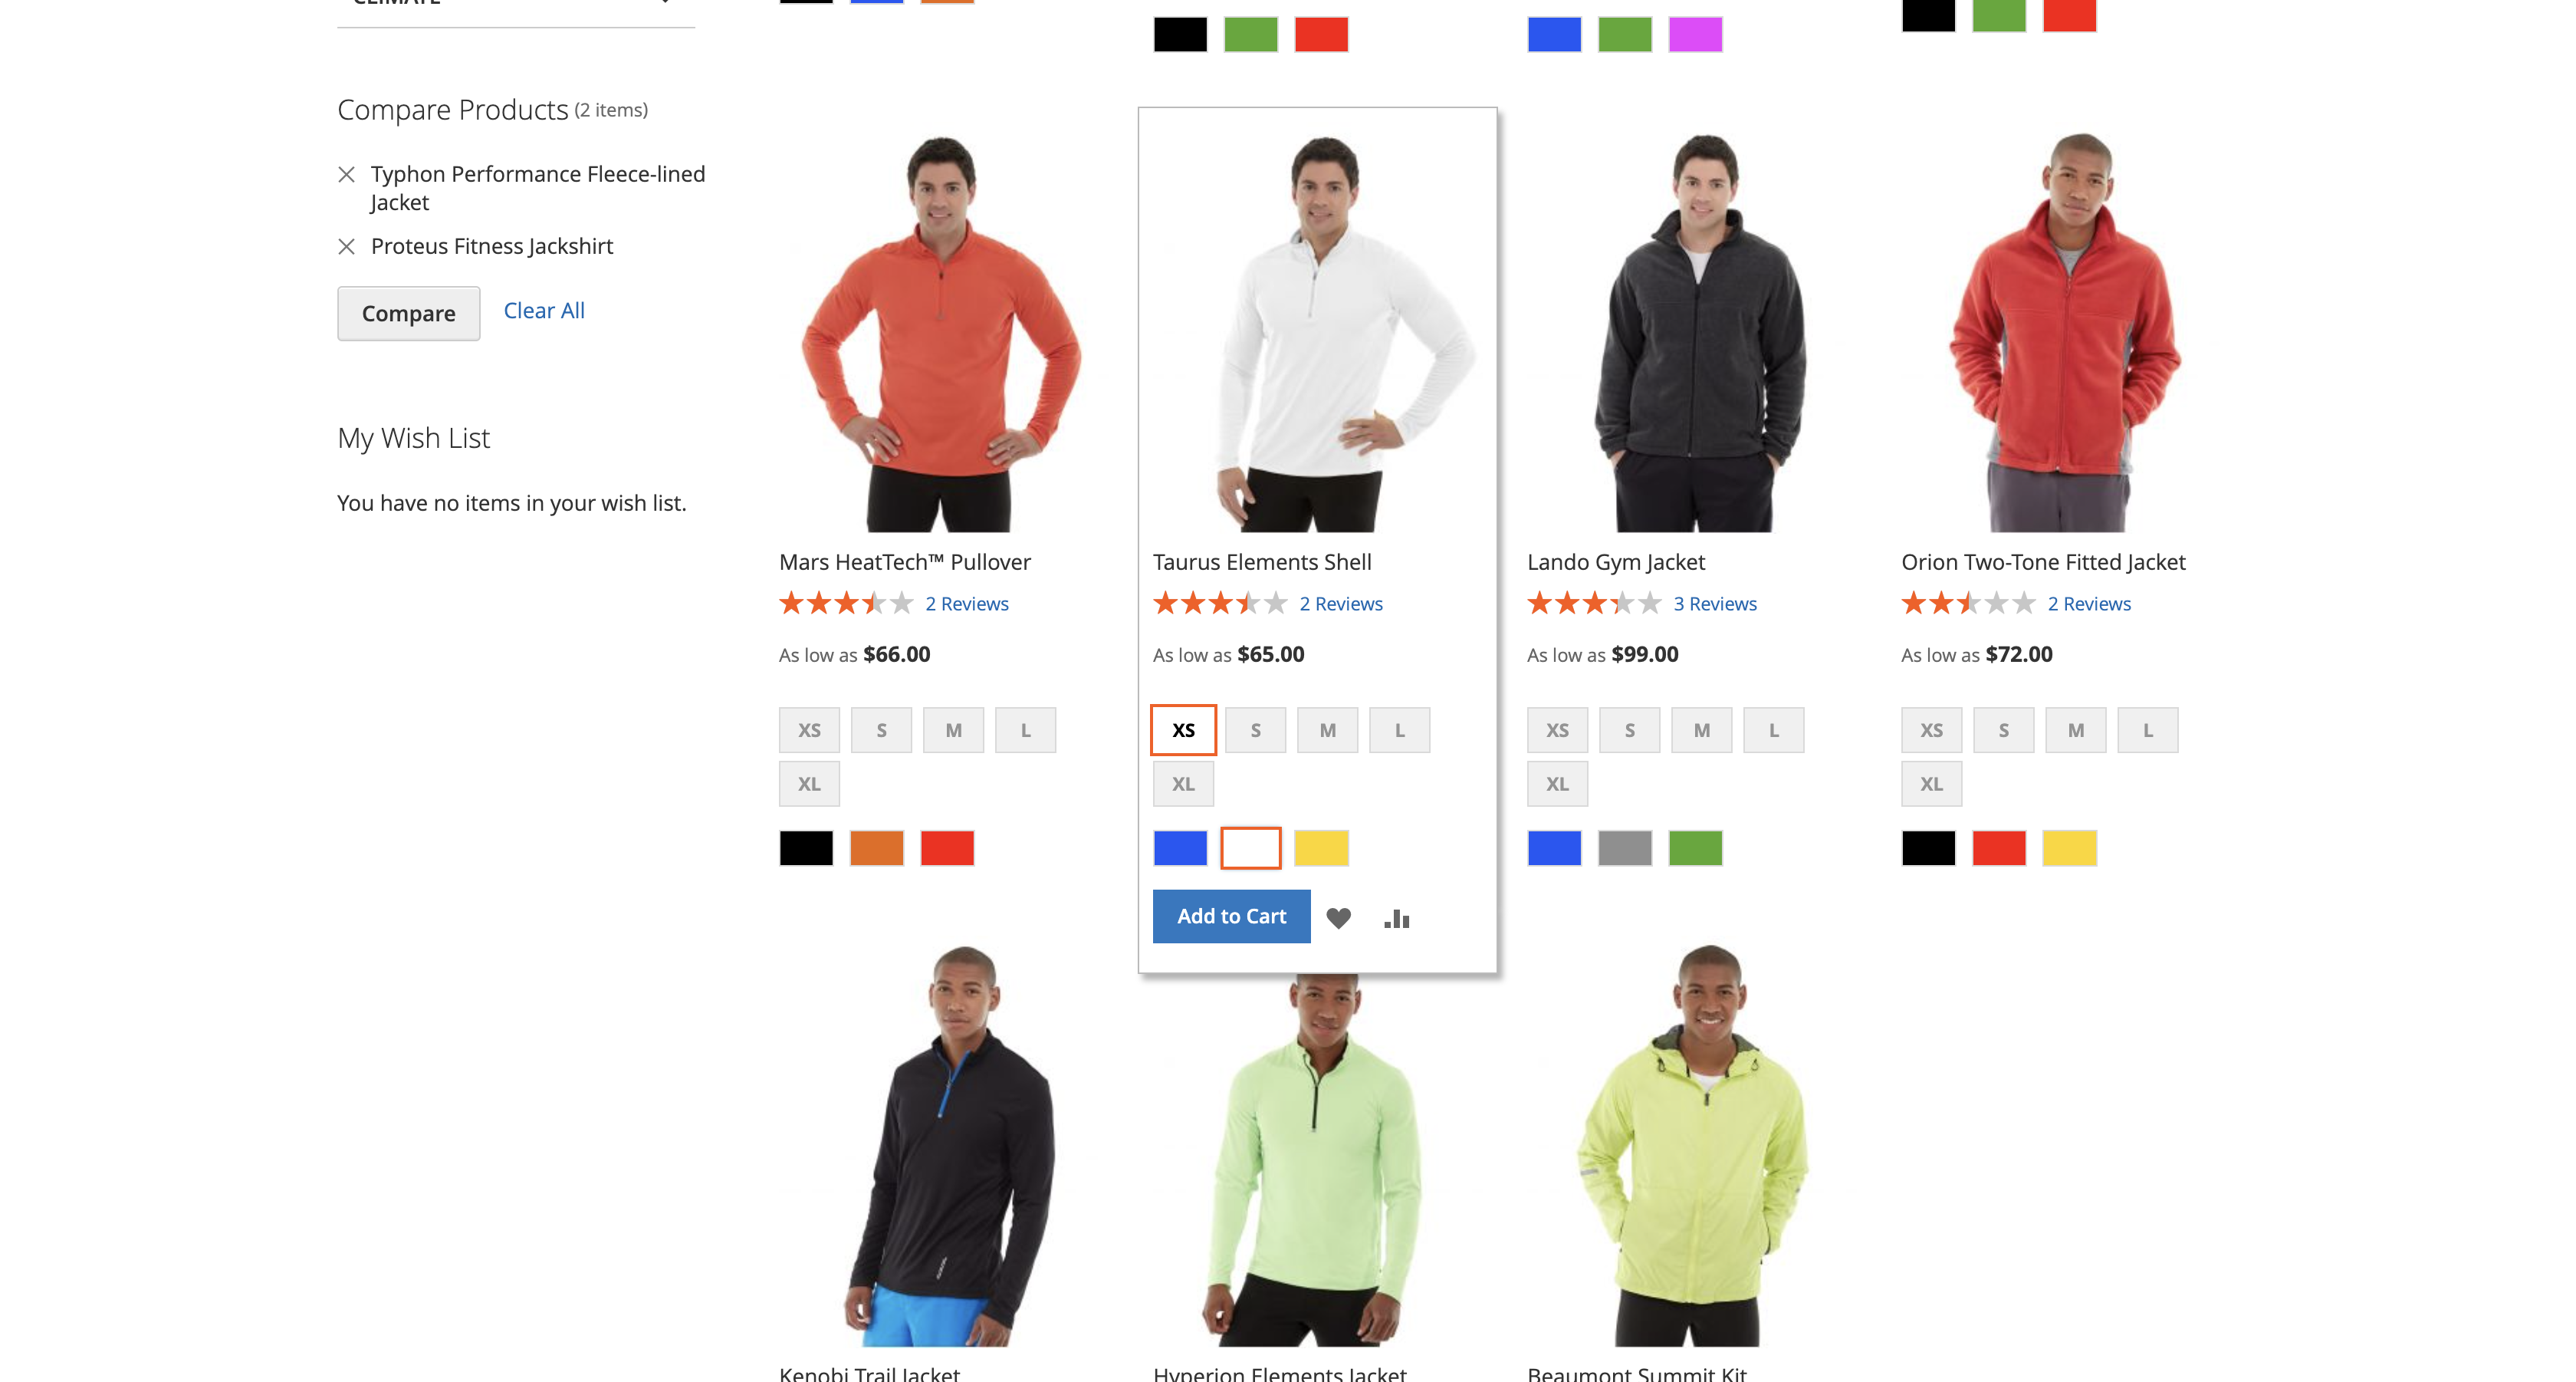 CLIMATE
Compare Products (2 items)
Typhon Performance Fleece-lined
Jacket
Proteus Fitness Jackshirt
Compare
Clear All
My Wish List
You have no items in your wish list.
Mars HeatTech™ Pullover
2 Reviews
As low as $66.00
XS S M L
XL
Taurus Elements Shell
2 Reviews
As low as $65.00
XS S M L
XL
Add to Cart
Lando Gym Jacket
3 Reviews
As low as $99.00
XS S M L
XL
Orion Two-Tone Fitted Jacket
2 Reviews
As low as $72.00
XS S M L
XL
Kenobi Trail Jacket
Hyperion Elements Jacket
Beaumont Summit Kit